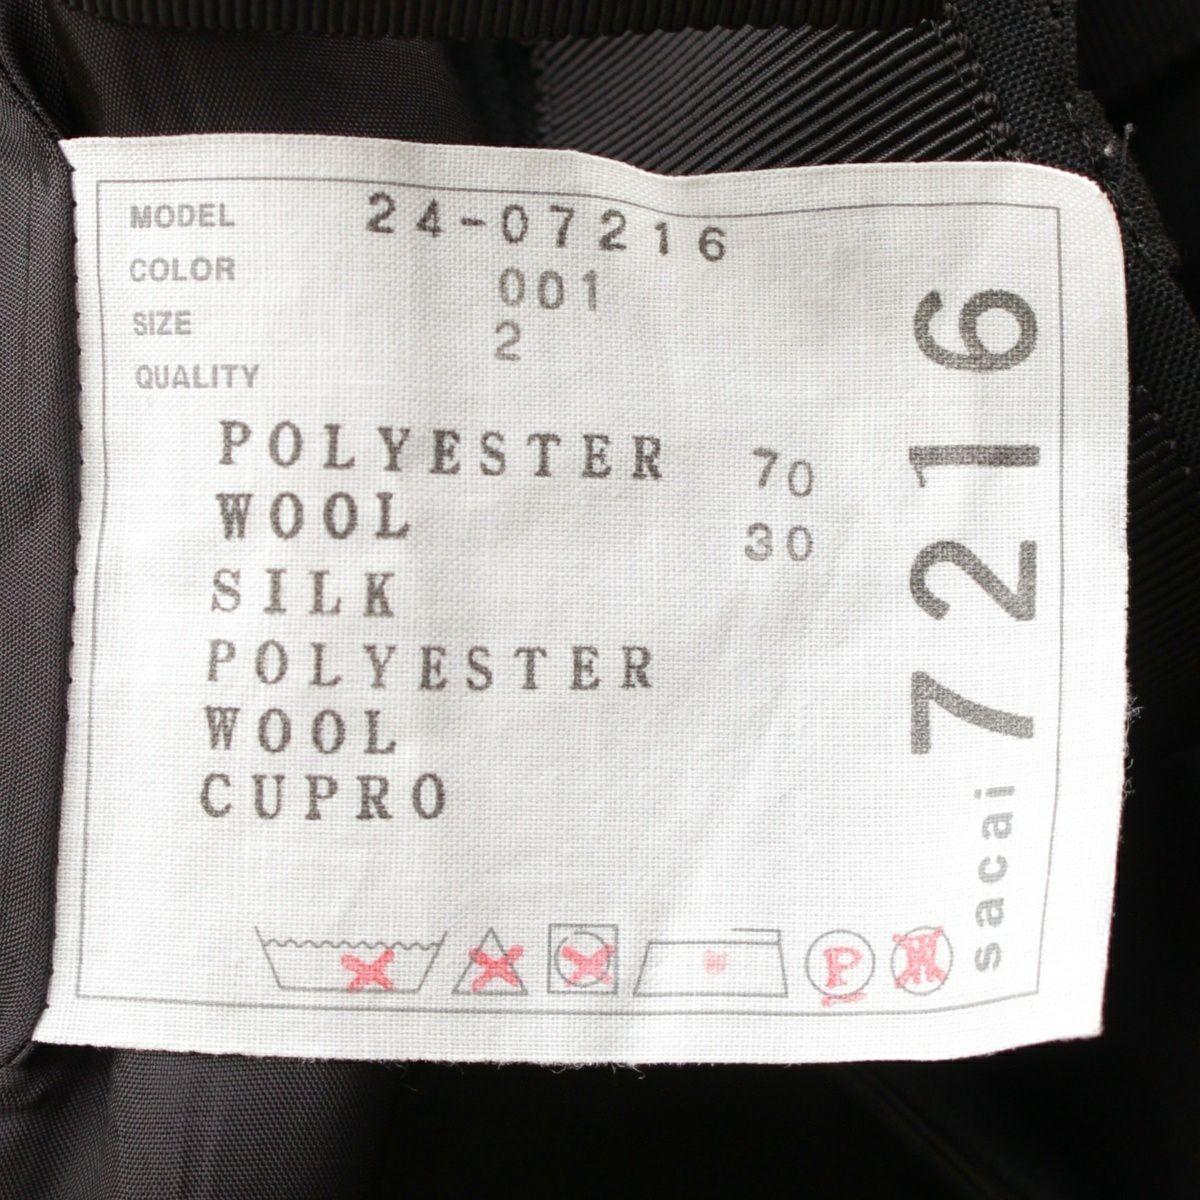 MODEL 24-07216
COLOR 001
SIZE 2
QUALITY
POLYESTER 70
WOOL 30
SILK
POLYESTER
WOOL
CUPRO
P
W
sacai 7216